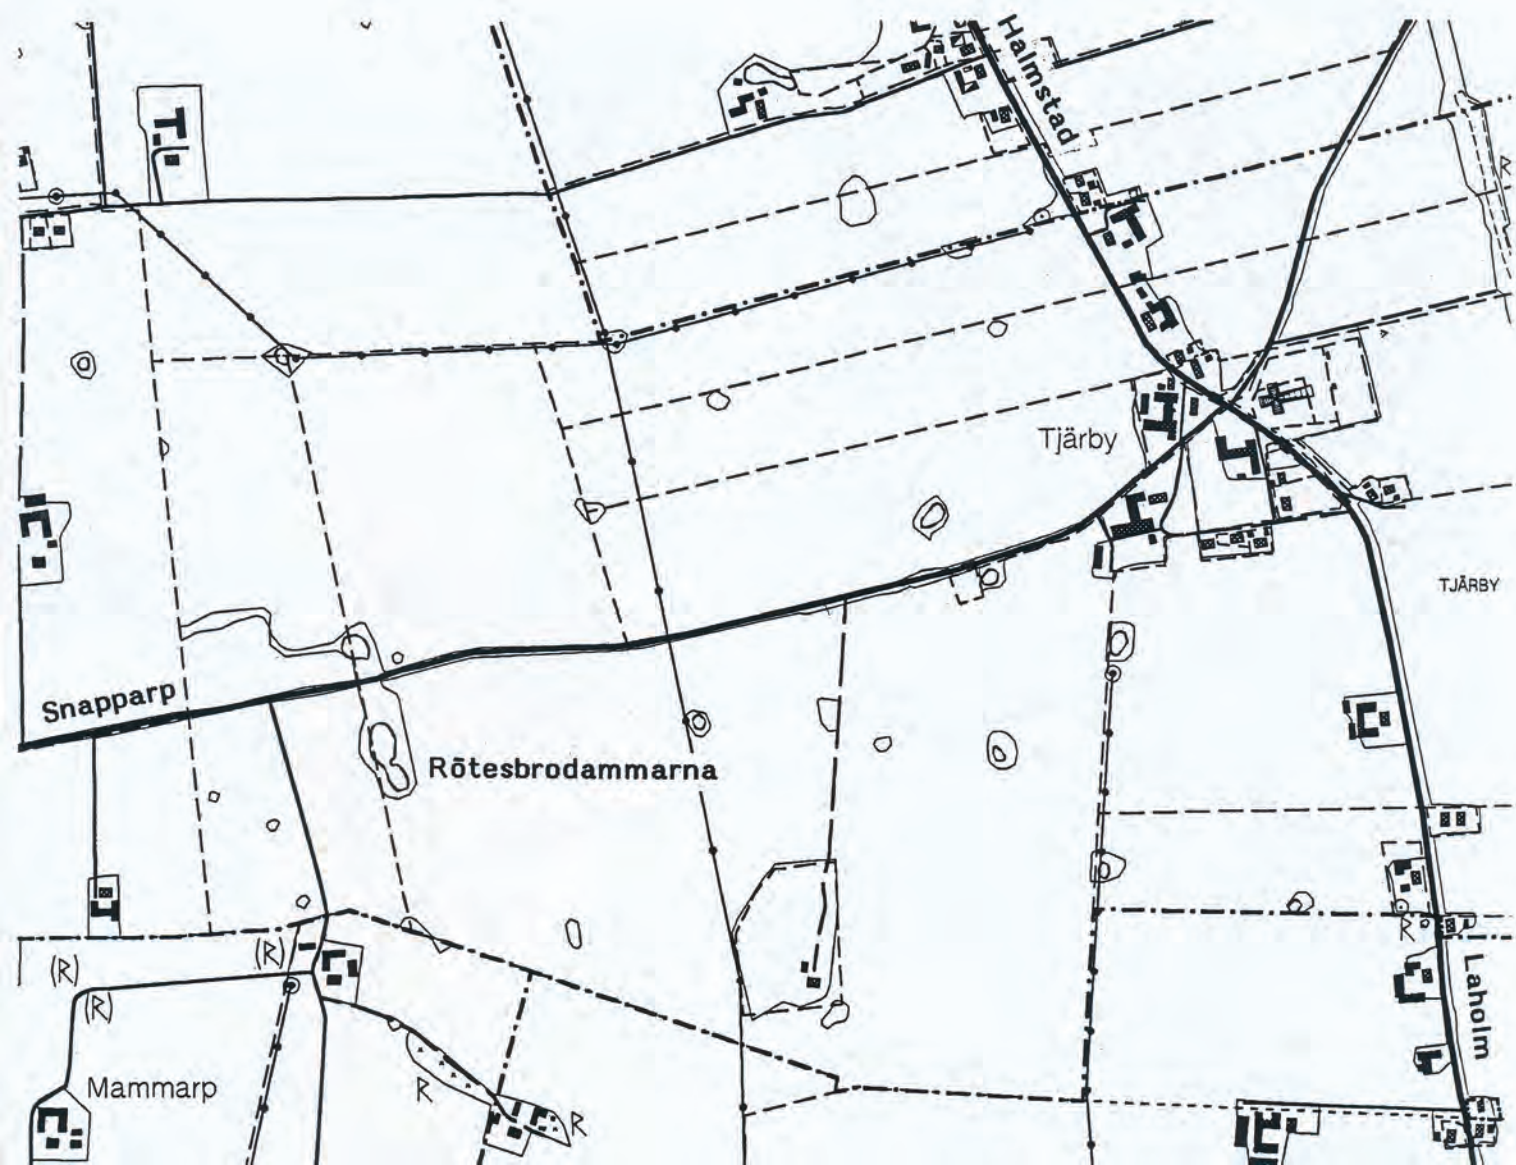 Halmstad
R
Tjärby
TJÄRBY
Snapparp
Rötesbrodammarna
R
(R)
(R)
(R)
Laholm
Mammarp
R
R